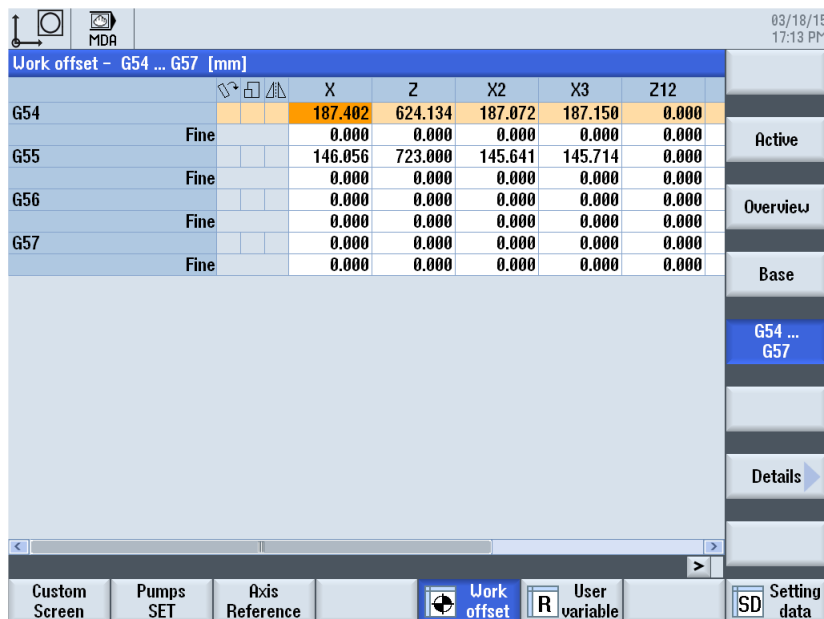 03/18/15
MDA
17:13 PM
Work offset - G54 ... G57 [mm]
X Z X2 X3 Z12
G54 187.402 624.134 187.072 187.150 0.000
Fine 0.000 0.000 0.000 0.000 0.000
G55 146.056 723.000 145.641 145.714 0.000
Fine 0.000 0.000 0.000 0.000 0.000
G56 0.000 0.000 0.000 0.000 0.000
Fine 0.000 0.000 0.000 0.000 0.000
G57 0.000 0.000 0.000 0.000 0.000
Fine 0.000 0.000 0.000 0.000 0.000
Active
Overview
Base
G54 ...
G57
Details
Custom
Screen
Pumps
SET
Axis
Reference
Work
offset
R
User
variable
SD
Setting
data